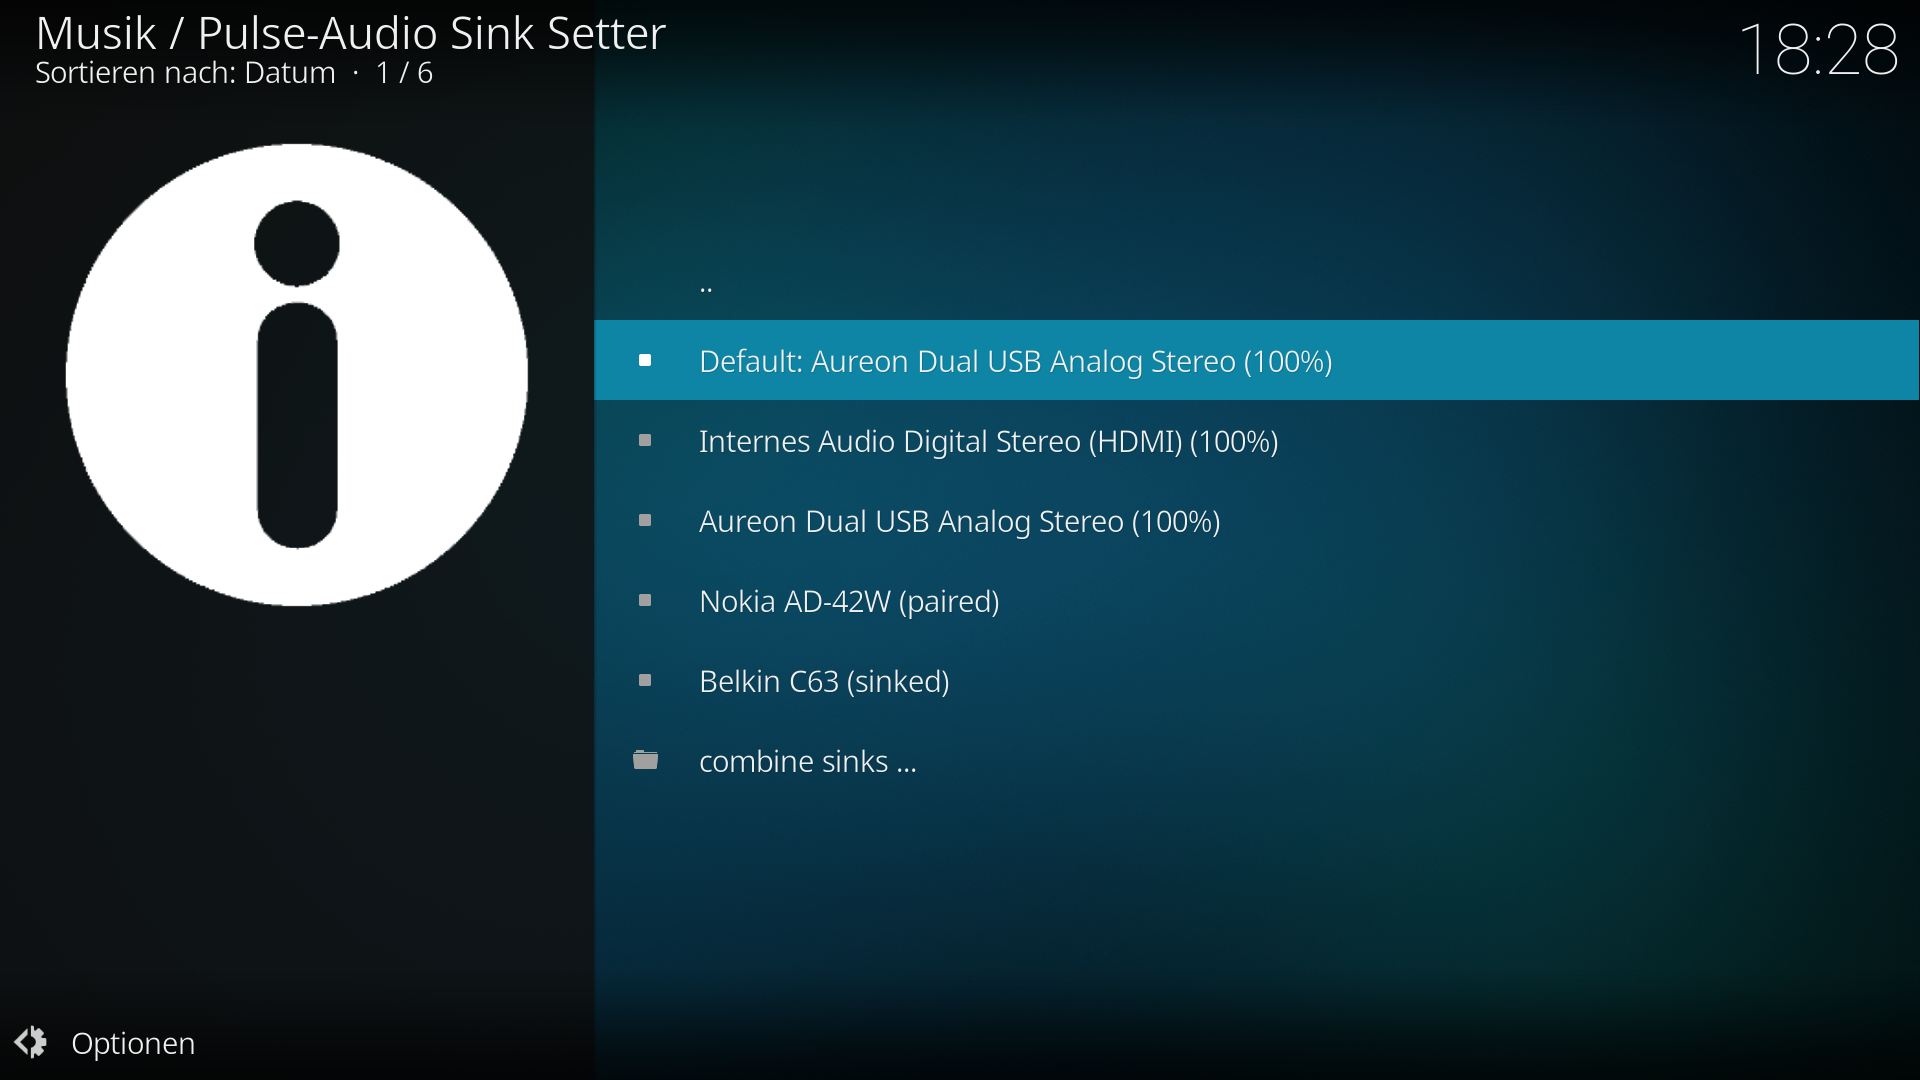 Musik / Pulse-Audio Sink Setter
Sortieren nach: Datum · 1 / 6
18:28
..
Default: Aureon Dual USB Analog Stereo (100%)
Internes Audio Digital Stereo (HDMI) (100%)
Aureon Dual USB Analog Stereo (100%)
Nokia AD-42W (paired)
Belkin C63 (sinked)
combine sinks ...
Optionen